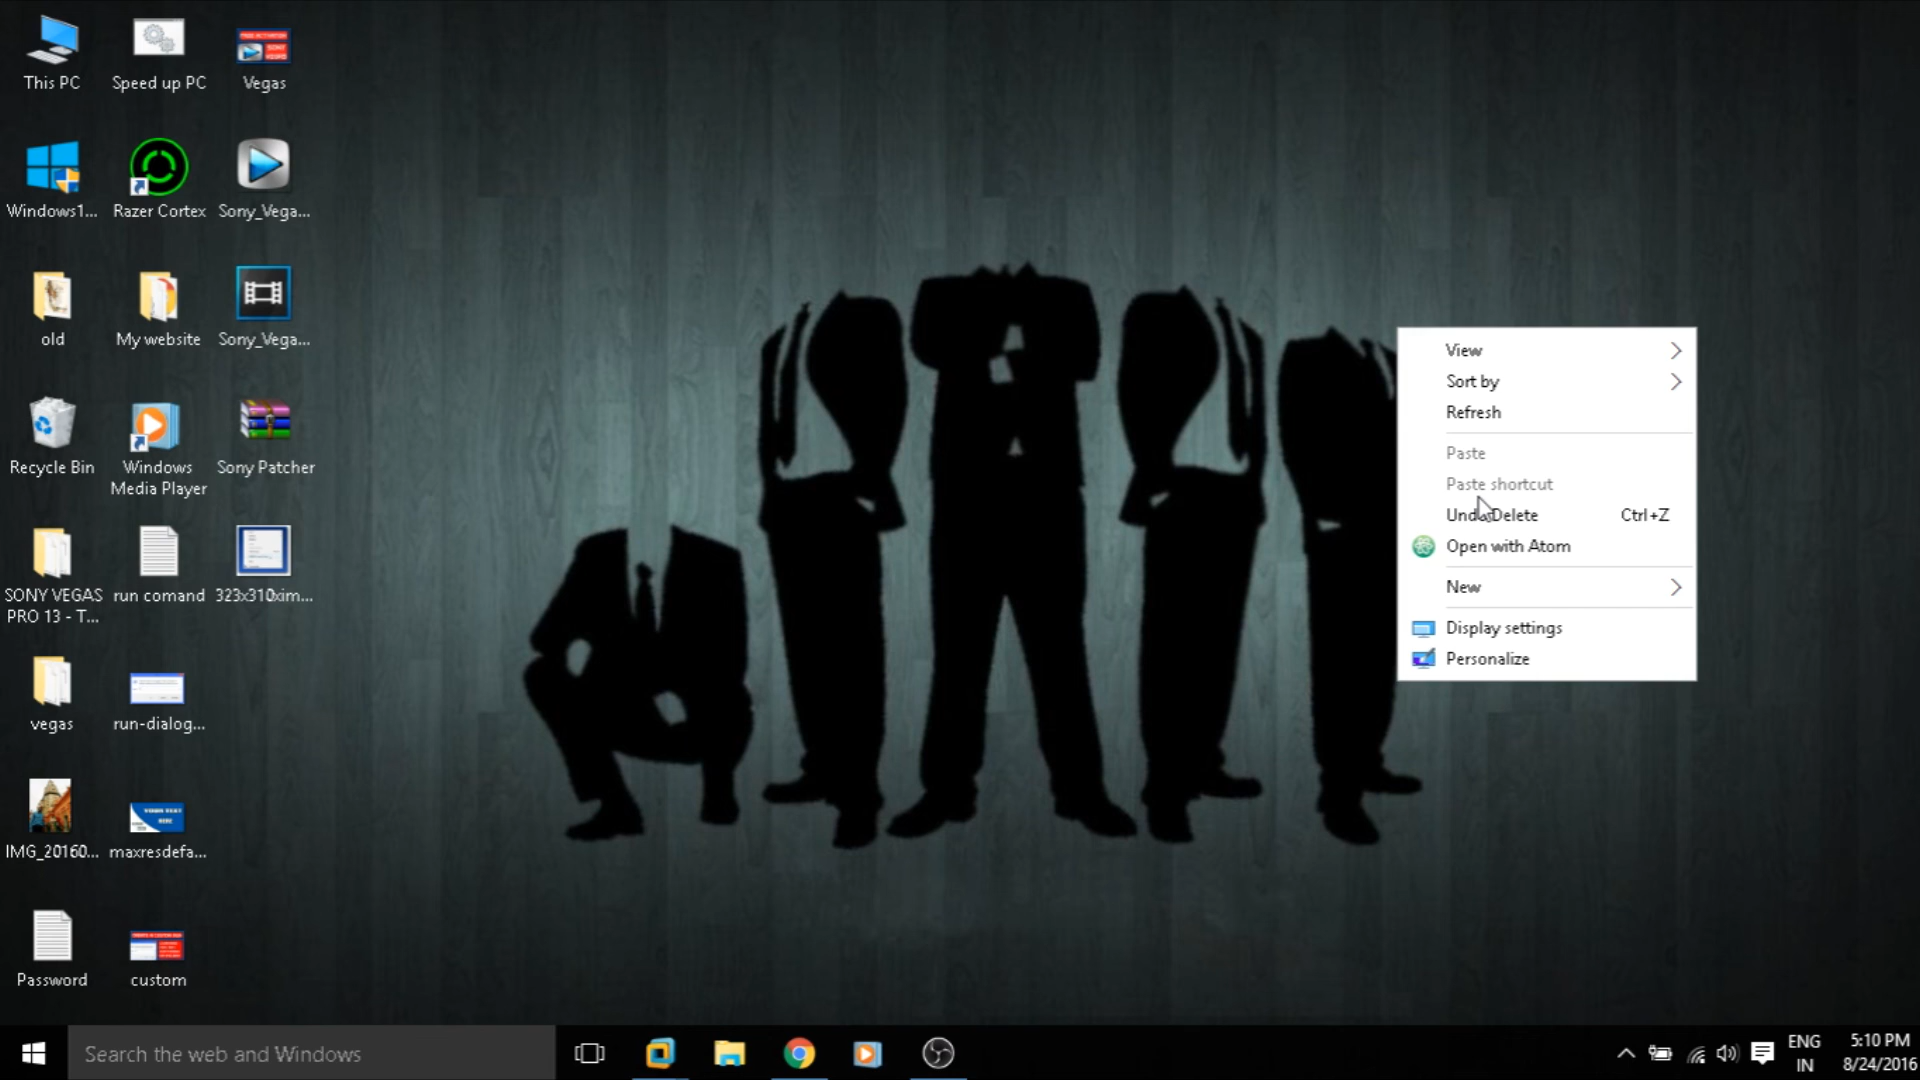 This PC
Speed up PC
Vegas
Windows1...
Razer Cortex
Sony_Vega...
old
My website
Sony_Vega...
Recycle Bin
Windows
Media Player
Sony Patcher
SONY VEGAS
PRO 13 - T...
run comand
323x310xim...
vegas
run-dialog...
IMG_20160...
maxresdefa...
Password
custom
View
Sort by
Refresh
Paste
Paste shortcut
Undo Delete Ctrl+Z
Open with Atom
New
Display settings
Personalize
Search the web and Windows
ENG
IN
5:10 PM
8/24/2016